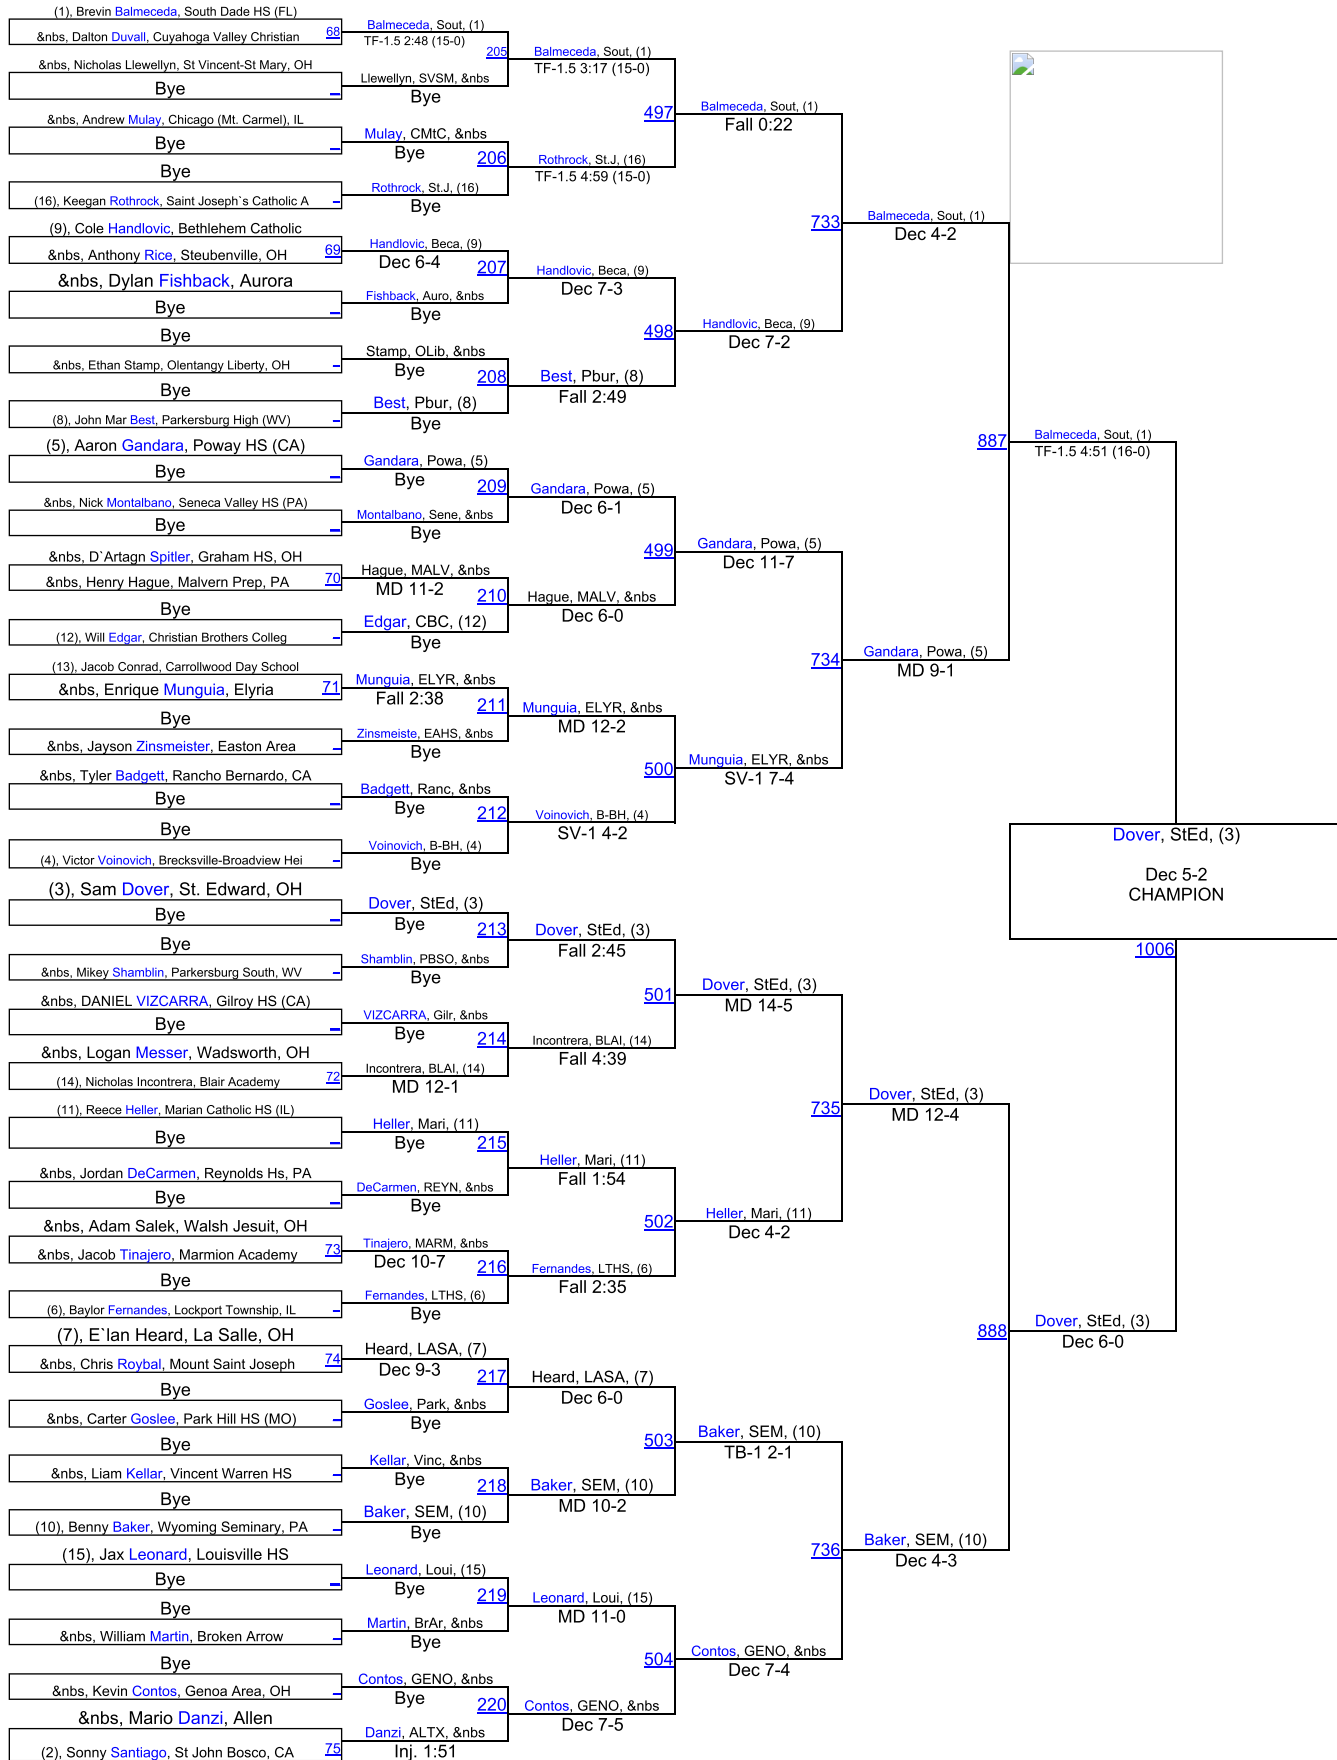 (1), Brevin Balmeceda, South Dade HS (FL)
&nbs, Dalton Duvall, Cuyahoga Valley Christian 68
&nbs, Nicholas Llewellyn, St Vincent-St Mary, OH
Bye
&nbs, Andrew Mulay, Chicago (Mt. Carmel), IL
Bye
Bye
(16), Keegan Rothrock, Saint Joseph`s Catholic A
(9), Cole Handlovic, Bethlehem Catholic
&nbs, Anthony Rice, Steubenville, OH 69
&nbs, Dylan Fishback, Aurora
Bye
Bye
&nbs, Ethan Stamp, Olentangy Liberty, OH
Bye
(8), John Mar Best, Parkersburg High (WV)
(5), Aaron Gandara, Poway HS (CA)
Bye
&nbs, Nick Montalbano, Seneca Valley HS (PA)
Bye
&nbs, D`Artagn Spitler, Graham HS, OH
&nbs, Henry Hague, Malvern Prep, PA 70
Bye
(12), Will Edgar, Christian Brothers Colleg
(13), Jacob Conrad, Carrollwood Day School
&nbs, Enrique Munguia, Elyria 71
Bye
&nbs, Jayson Zinsmeister, Easton Area
&nbs, Tyler Badgett, Rancho Bernardo, CA
Bye
Bye
(4), Victor Voinovich, Brecksville-Broadview Hei
(3), Sam Dover, St. Edward, OH
Bye
Bye
&nbs, Mikey Shamblin, Parkersburg South, WV
&nbs, DANIEL VIZCARRA, Gilroy HS (CA)
Bye
&nbs, Logan Messer, Wadsworth, OH
(14), Nicholas Incontrera, Blair Academy 72
(11), Reece Heller, Marian Catholic HS (IL)
Bye
&nbs, Jordan DeCarmen, Reynolds Hs, PA
Bye
&nbs, Adam Salek, Walsh Jesuit, OH
&nbs, Jacob Tinajero, Marmion Academy 73
Bye
(6), Baylor Fernandes, Lockport Township, IL
(7), E`lan Heard, La Salle, OH
&nbs, Chris Roybal, Mount Saint Joseph 74
Bye
&nbs, Carter Goslee, Park Hill HS (MO)
Bye
&nbs, Liam Kellar, Vincent Warren HS
Bye
(10), Benny Baker, Wyoming Seminary, PA
(15), Jax Leonard, Louisville HS
Bye
Bye
&nbs, William Martin, Broken Arrow
Bye
&nbs, Kevin Contos, Genoa Area, OH
&nbs, Mario Danzi, Allen
(2), Sonny Santiago, St John Bosco, CA 75
Balmeceda, Sout, (1)
TF-1.5 2:48 (15-0)
205
Llewellyn, SVSM, &nbs
Bye
Mulay, CMtC, &nbs
Bye
206
Rothrock, St.J, (16)
Bye
Handlovic, Beca, (9)
Dec 6-4
207
Fishback, Auro, &nbs
Bye
Stamp, OLib, &nbs
Bye
208
Best, Pbur, (8)
Bye
Gandara, Powa, (5)
Bye
209
Montalbano, Sene, &nbs
Bye
Hague, MALV, &nbs
MD 11-2
210
Edgar, CBC, (12)
Bye
Munguia, ELYR, &nbs
Fall 2:38
211
Zinsmeiste, EAHS, &nbs
Bye
Badgett, Ranc, &nbs
Bye
212
Voinovich, B-BH, (4)
Bye
Dover, StEd, (3)
Bye
213
Shamblin, PBSO, &nbs
Bye
VIZCARRA, Gilr, &nbs
Bye
214
Incontrera, BLAI, (14)
MD 12-1
Heller, Mari, (11)
Bye
215
DeCarmen, REYN, &nbs
Bye
Tinajero, MARM, &nbs
Dec 10-7
216
Fernandes, LTHS, (6)
Bye
Heard, LASA, (7)
Dec 9-3
217
Goslee, Park, &nbs
Bye
Kellar, Vinc, &nbs
Bye
218
Baker, SEM, (10)
Bye
Leonard, Loui, (15)
Bye
219
Martin, BrAr, &nbs
Bye
Contos, GENO, &nbs
Bye
220
Danzi, ALTX, &nbs
Inj. 1:51
Balmeceda, Sout, (1)
TF-1.5 3:17 (15-0)
497
Rothrock, St.J, (16)
TF-1.5 4:59 (15-0)
Handlovic, Beca, (9)
Dec 7-3
498
Best, Pbur, (8)
Fall 2:49
Gandara, Powa, (5)
Dec 6-1
499
Hague, MALV, &nbs
Dec 6-0
Munguia, ELYR, &nbs
MD 12-2
500
Voinovich, B-BH, (4)
SV-1 4-2
Dover, StEd, (3)
Fall 2:45
501
Incontrera, BLAI, (14)
Fall 4:39
Heller, Mari, (11)
Fall 1:54
502
Fernandes, LTHS, (6)
Fall 2:35
Heard, LASA, (7)
Dec 6-0
503
Baker, SEM, (10)
MD 10-2
Leonard, Loui, (15)
MD 11-0
504
Contos, GENO, &nbs
Dec 7-5
Balmeceda, Sout, (1)
Fall 0:22
733
Handlovic, Beca, (9)
Dec 7-2
Gandara, Powa, (5)
Dec 11-7
734
Munguia, ELYR, &nbs
SV-1 7-4
Dover, StEd, (3)
MD 14-5
735
Heller, Mari, (11)
Dec 4-2
Baker, SEM, (10)
TB-1 2-1
736
Contos, GENO, &nbs
Dec 7-4
Balmeceda, Sout, (1)
Dec 4-2
887
Gandara, Powa, (5)
MD 9-1
Dover, StEd, (3)
MD 12-4
888
Baker, SEM, (10)
Dec 4-3
Balmeceda, Sout, (1)
TF-1.5 4:51 (16-0)
Dover, StEd, (3)
Dec 6-0
Dover, StEd, (3)
Dec 5-2
CHAMPION
1006